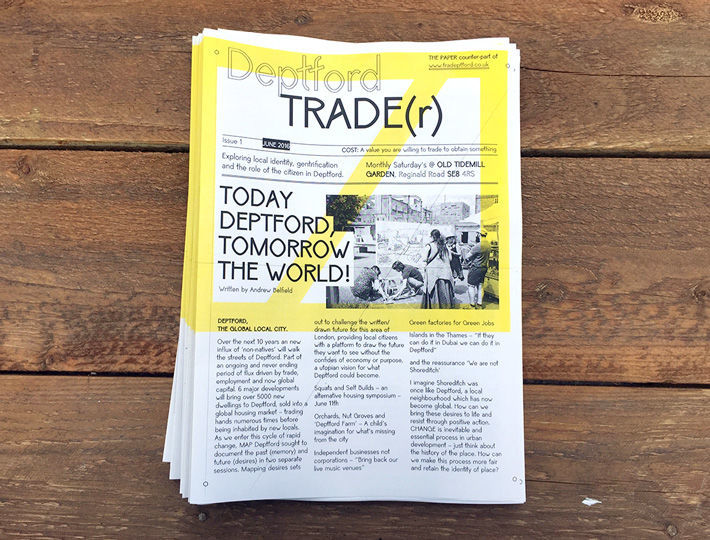 Deptford
THE PAPER counter-part of
www.tradeptford.co.uk
TRADE(r)
Issue 1 JUNE 2016
COST: A value you are willing to trade to obtain something
Exploring local identity, gentrification
and the role of the citizen in Deptford.
Monthly Saturday's @ OLD TIDEMILL
GARDEN, Reginald Road SE8 4RS
TODAY
DEPTFORD,
TOMORROW
THE WORLD!
Written by Andrew Belfield
DEPTFORD,
THE GLOBAL LOCAL CITY.
Over the next 10 years an new
influx of 'non-natives' will walk
the streets of Deptford. Part of
an ongoing and never ending
period of flux driven by trade,
employment and now global
capital. 6 major developments
will bring over 5000 new
dwellings to Deptford, sold into a
global housing market – trading
hands numerous times before
being inhabited by new locals.
As we enter this cycle of rapid
change, MAP Deptford sought to
document the past (memory) and
future (desires) in two separate
sessions. Mapping desires sets
out to challenge the written/
drawn future for this area of
London, providing local citizens
with a platform to draw the future
they want to see without the
confides of economy or purpose,
a utopian vision for what
Deptford could become.
Squats and Self Builds – an
alternative housing symposium –
June 11th
Orchards, Nut Groves and
'Deptford Farm' – A child's
imagination for what's missing
from the city
Independent businesses not
corporations – "Bring back our
live music venues"
Green factories for Green Jobs
Islands in the Thames – "If they
can do it in Dubai we can do it in
Deptford"
and the reassurance 'We are not
Shoreditch'
I imagine Shoreditch was
once like Deptford, a local
neighbourhood which has now
become global. How can we
bring these desires to life and
resist through positive action.
CHANGE is inevitable and
essential process in urban
development – just think about
the history of the place. How can
we make this process more fair
and retain the identity of place?